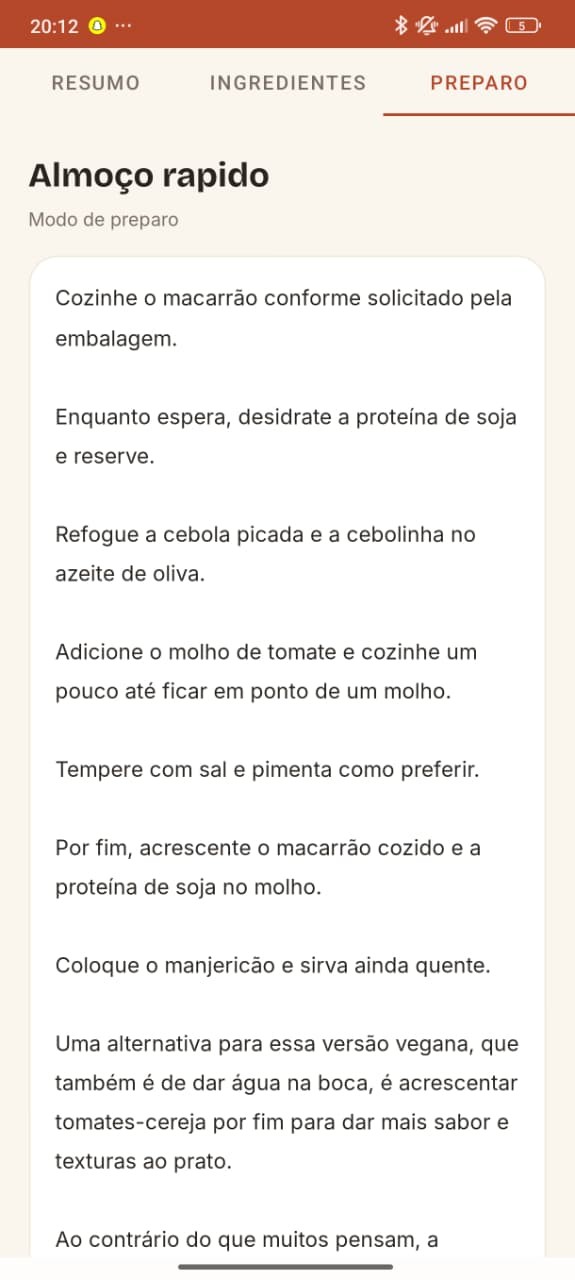 20:12 ...
5
RESUMO INGREDIENTES PREPARO
Almoço rapido
Modo de preparo
Cozinhe o macarrão conforme solicitado pela
embalagem.
Enquanto espera, desidrate a proteína de soja
e reserve.
Refogue a cebola picada e a cebolinha no
azeite de oliva.
Adicione o molho de tomate e cozinhe um
pouco até ficar em ponto de um molho.
Tempere com sal e pimenta como preferir.
Por fim, acrescente o macarrão cozido e a
proteína de soja no molho.
Coloque o manjericão e sirva ainda quente.
Uma alternativa para essa versão vegana, que
também é de dar água na boca, é acrescentar
tomates-cereja por fim para dar mais sabor e
texturas ao prato.
Ao contrário do que muitos pensam, a